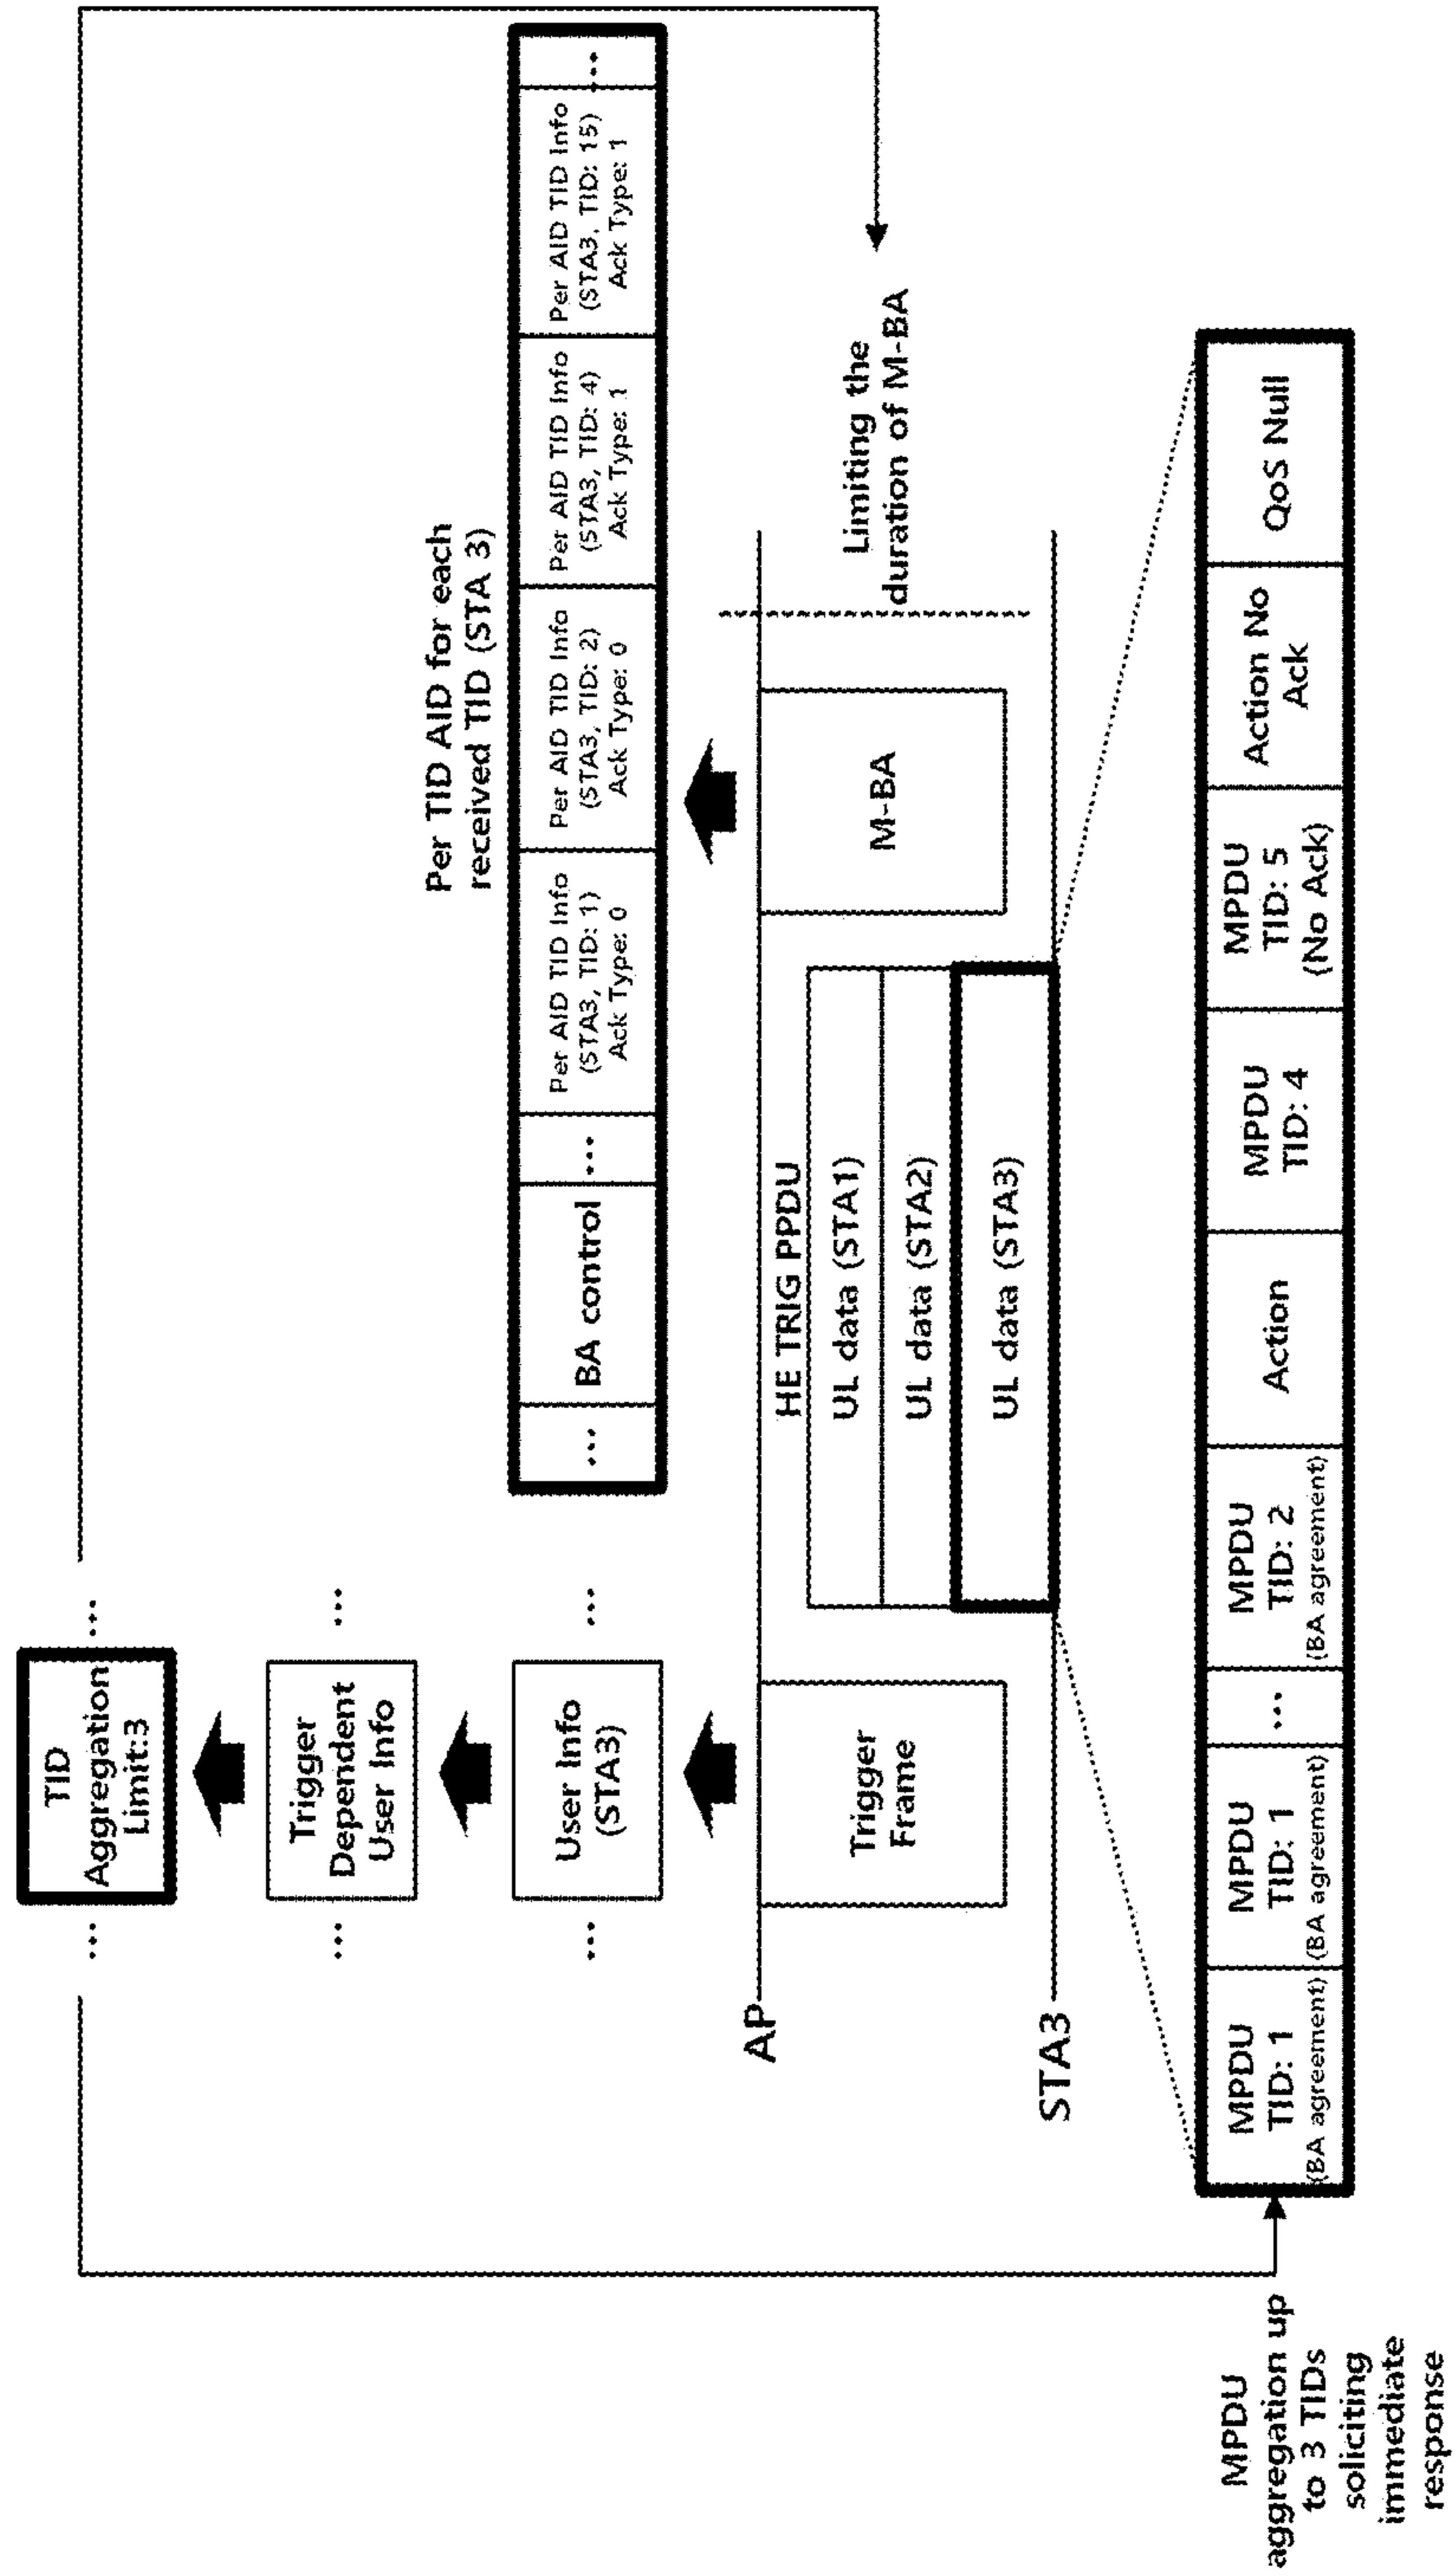 ...
TID
Aggregation
Limit:3
...
...
Trigger
Dependent
User Info
...
...
User Info
(STA3)
...
Per TID AID for each
received TID (STA 3)
...
BA control
...
Per AID TID Info
(STA3, TID: 1)
Ack Type: 0
Per AID TID Info
(STA3, TID: 2)
Ack Type: 0
Per AID TID Info
(STA3, TID: 4)
Ack Type: 1
Per AID TID Info
(STA3, TID: 15)
Ack Type: 1
...
AP
Trigger
Frame
HE TRIG PPDU
UL data (STA1)
UL data (STA2)
UL data (STA3)
M-BA
Limiting the
duration of M-BA
STA3
MPDU
aggregation up
to 3 TIDs
soliciting
immediate
response
MPDU
TID: 1
(BA agreement)
MPDU
TID: 1
(BA agreement)
...
MPDU
TID: 2
(BA agreement)
Action
MPDU
TID: 4
MPDU
TID: 5
(No Ack)
Action No
Ack
QoS Null